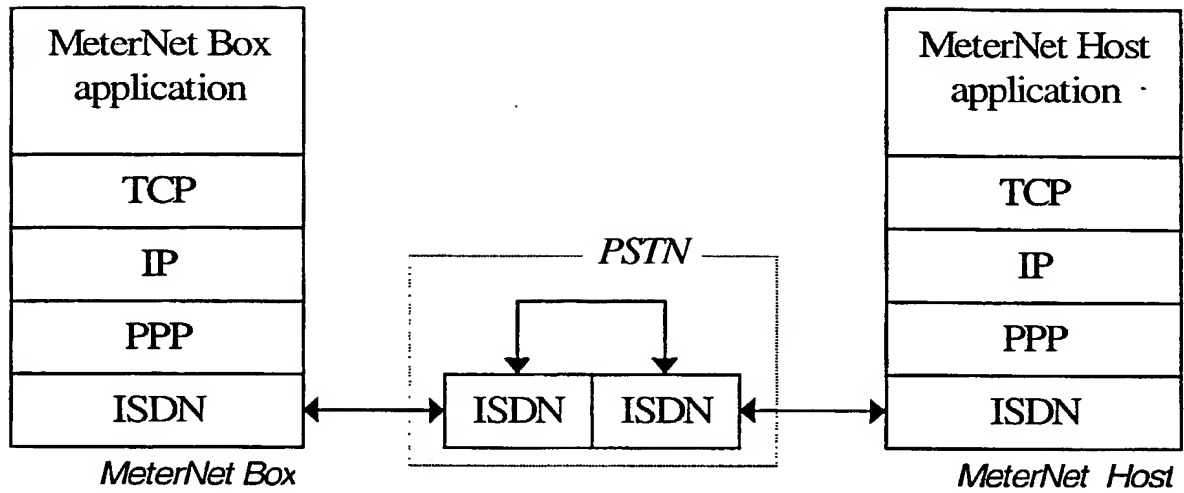 MeterNet Box
application
TCP
IP
PPP
ISDN
MeterNet Box
PSTN
ISDN
ISDN
MeterNet Host
application
TCP
IP
PPP
ISDN
MeterNet Host